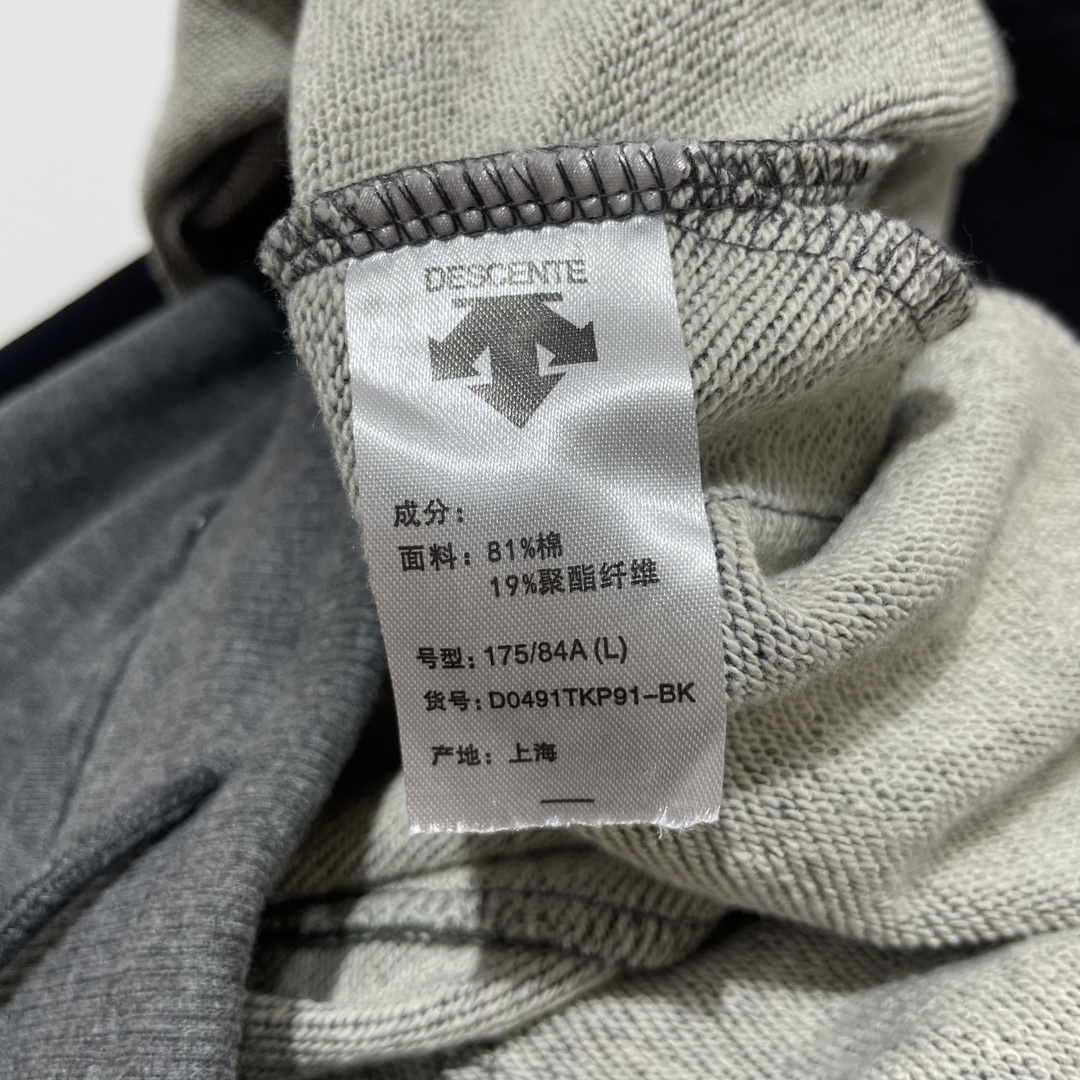 DESCENTE
成分：
面料：81%棉
19%聚酯纤维
号型：175/84A (L)
货号：D0491TKP91-BK
产地：上海